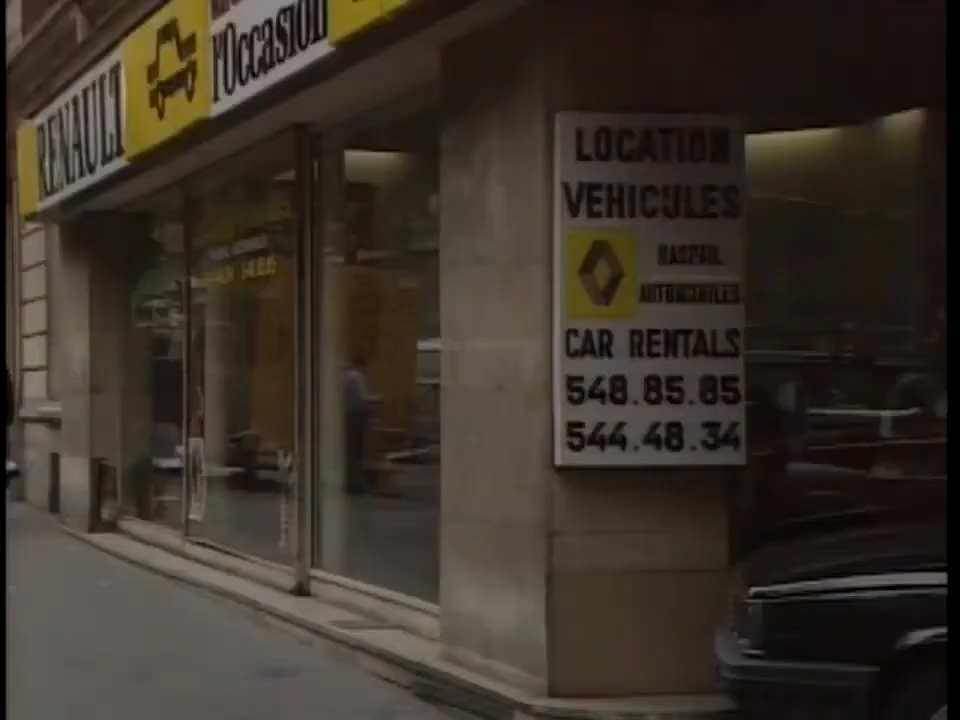 RENAULT
l'Occasion
LOCATION
VEHICULES
RASPAIL
AUTOMOBILES
CAR RENTALS
548.85.85
544.48.34